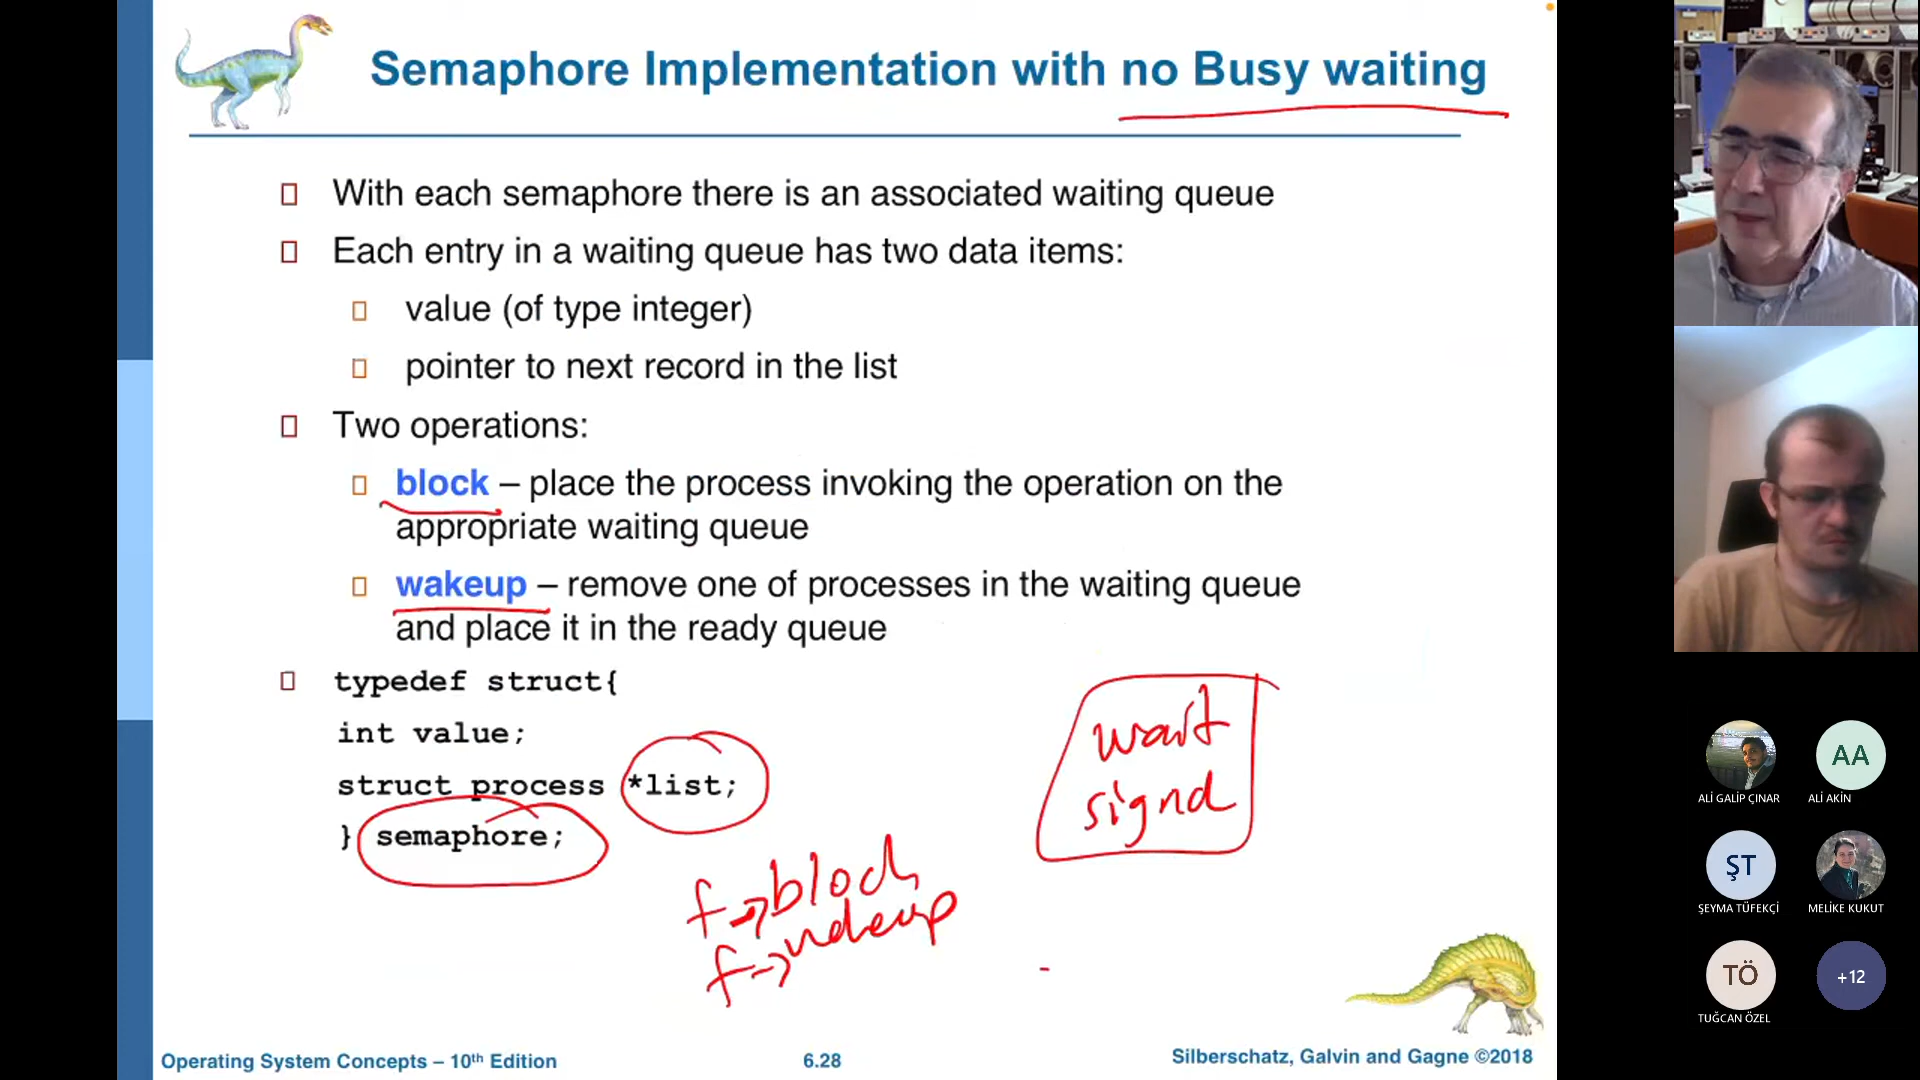 Semaphore Implementation with no Busy waiting
With each semaphore there is an associated waiting queue
Each entry in a waiting queue has two data items:
value (of type integer)
pointer to next record in the list
Two operations:
block – place the process invoking the operation on the
appropriate waiting queue
wakeup – remove one of processes in the waiting queue
and place it in the ready queue
typedef struct{
int value;
struct process *list;
} semaphore;
wait
signal
f->block
f->wakeup
Operating System Concepts – 10th Edition
6.28
Silberschatz, Galvin and Gagne ©2018
AA
ALİ GALİP ÇINAR
ALİ AKİN
ŞT
ŞEYMA TÜFEKÇİ
MELİKE KUKUT
TÖ
+12
TUĞCAN ÖZEL